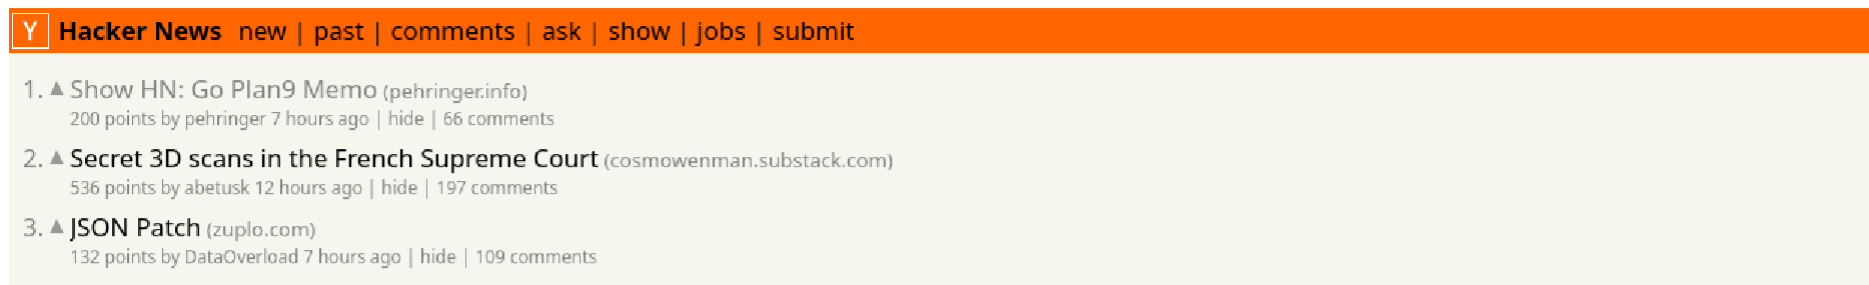 Y Hacker News new | past | comments | ask | show | jobs | submit
1. ▲ Show HN: Go Plan9 Memo (pehringer.info)
200 points by pehringer 7 hours ago | hide | 66 comments
2. ▲ Secret 3D scans in the French Supreme Court (cosmowenman.substack.com)
536 points by abetusk 12 hours ago | hide | 197 comments
3. ▲ JSON Patch (zuplo.com)
132 points by DataOverload 7 hours ago | hide | 109 comments